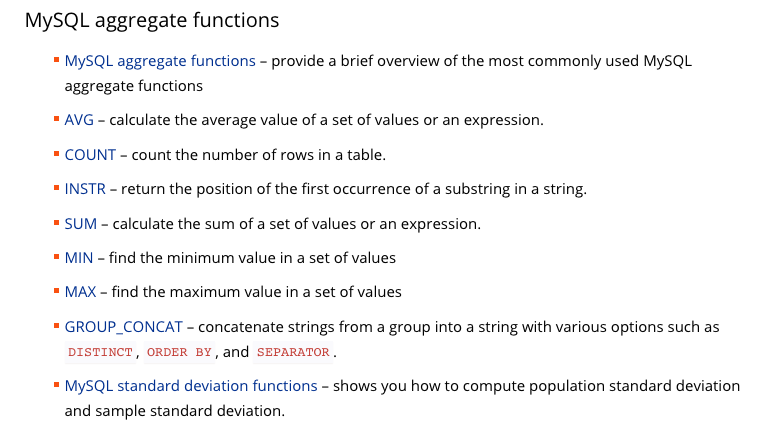 MySQL aggregate functions
MySQL aggregate functions – provide a brief overview of the most commonly used MySQL
aggregate functions
AVG – calculate the average value of a set of values or an expression.
COUNT – count the number of rows in a table.
INSTR – return the position of the first occurrence of a substring in a string.
SUM – calculate the sum of a set of values or an expression.
MIN – find the minimum value in a set of values
MAX – find the maximum value in a set of values
GROUP_CONCAT – concatenate strings from a group into a string with various options such as
DISTINCT, ORDER BY, and SEPARATOR.
MySQL standard deviation functions – shows you how to compute population standard deviation
and sample standard deviation.